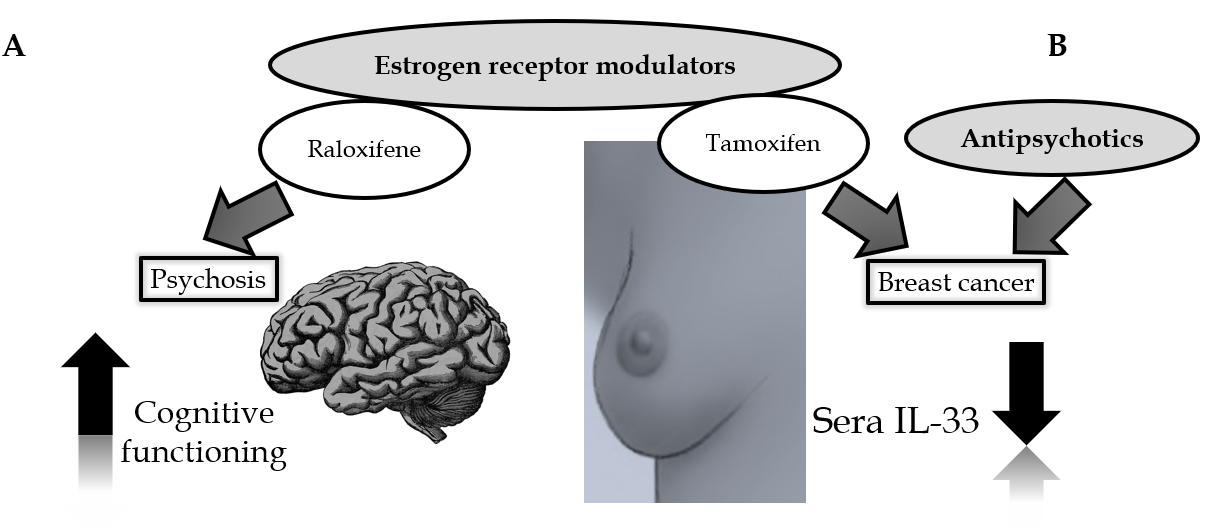 A
B
Estrogen receptor modulators
Raloxifene
Tamoxifen
Antipsychotics
Psychosis
Breast cancer
Cognitive
functioning
Sera IL-33